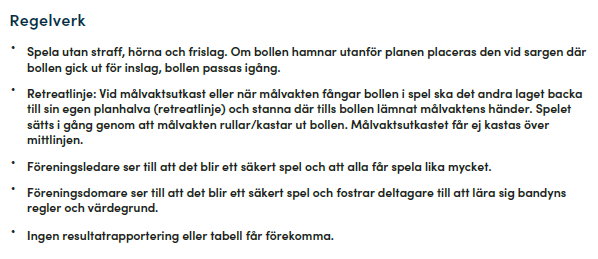 Regelverk
• Spela utan straff, hörna och frislag. Om bollen hamnar utanför planen placeras den vid sargen där
bollen gick ut för inslag, bollen passas igång.
• Retreatlinje: Vid målvaktsutkast eller när målvakten fångar bollen i spel ska det andra laget backa
till sin egen planhalva (retreatlinje) och stanna där tills bollen lämnat målvaktens händer. Spelet
sätts i gång genom att målvakten rullar/kastar ut bollen. Målvaktsutkastet får ej kastas över
mittlinjen.
• Föreningsledare ser till att det blir ett säkert spel och att alla får spela lika mycket.
• Föreningsdomare ser till att det blir ett säkert spel och fostrar deltagare till att lära sig bandyns
regler och värdegrund.
• Ingen resultatrapportering eller tabell får förekomma.